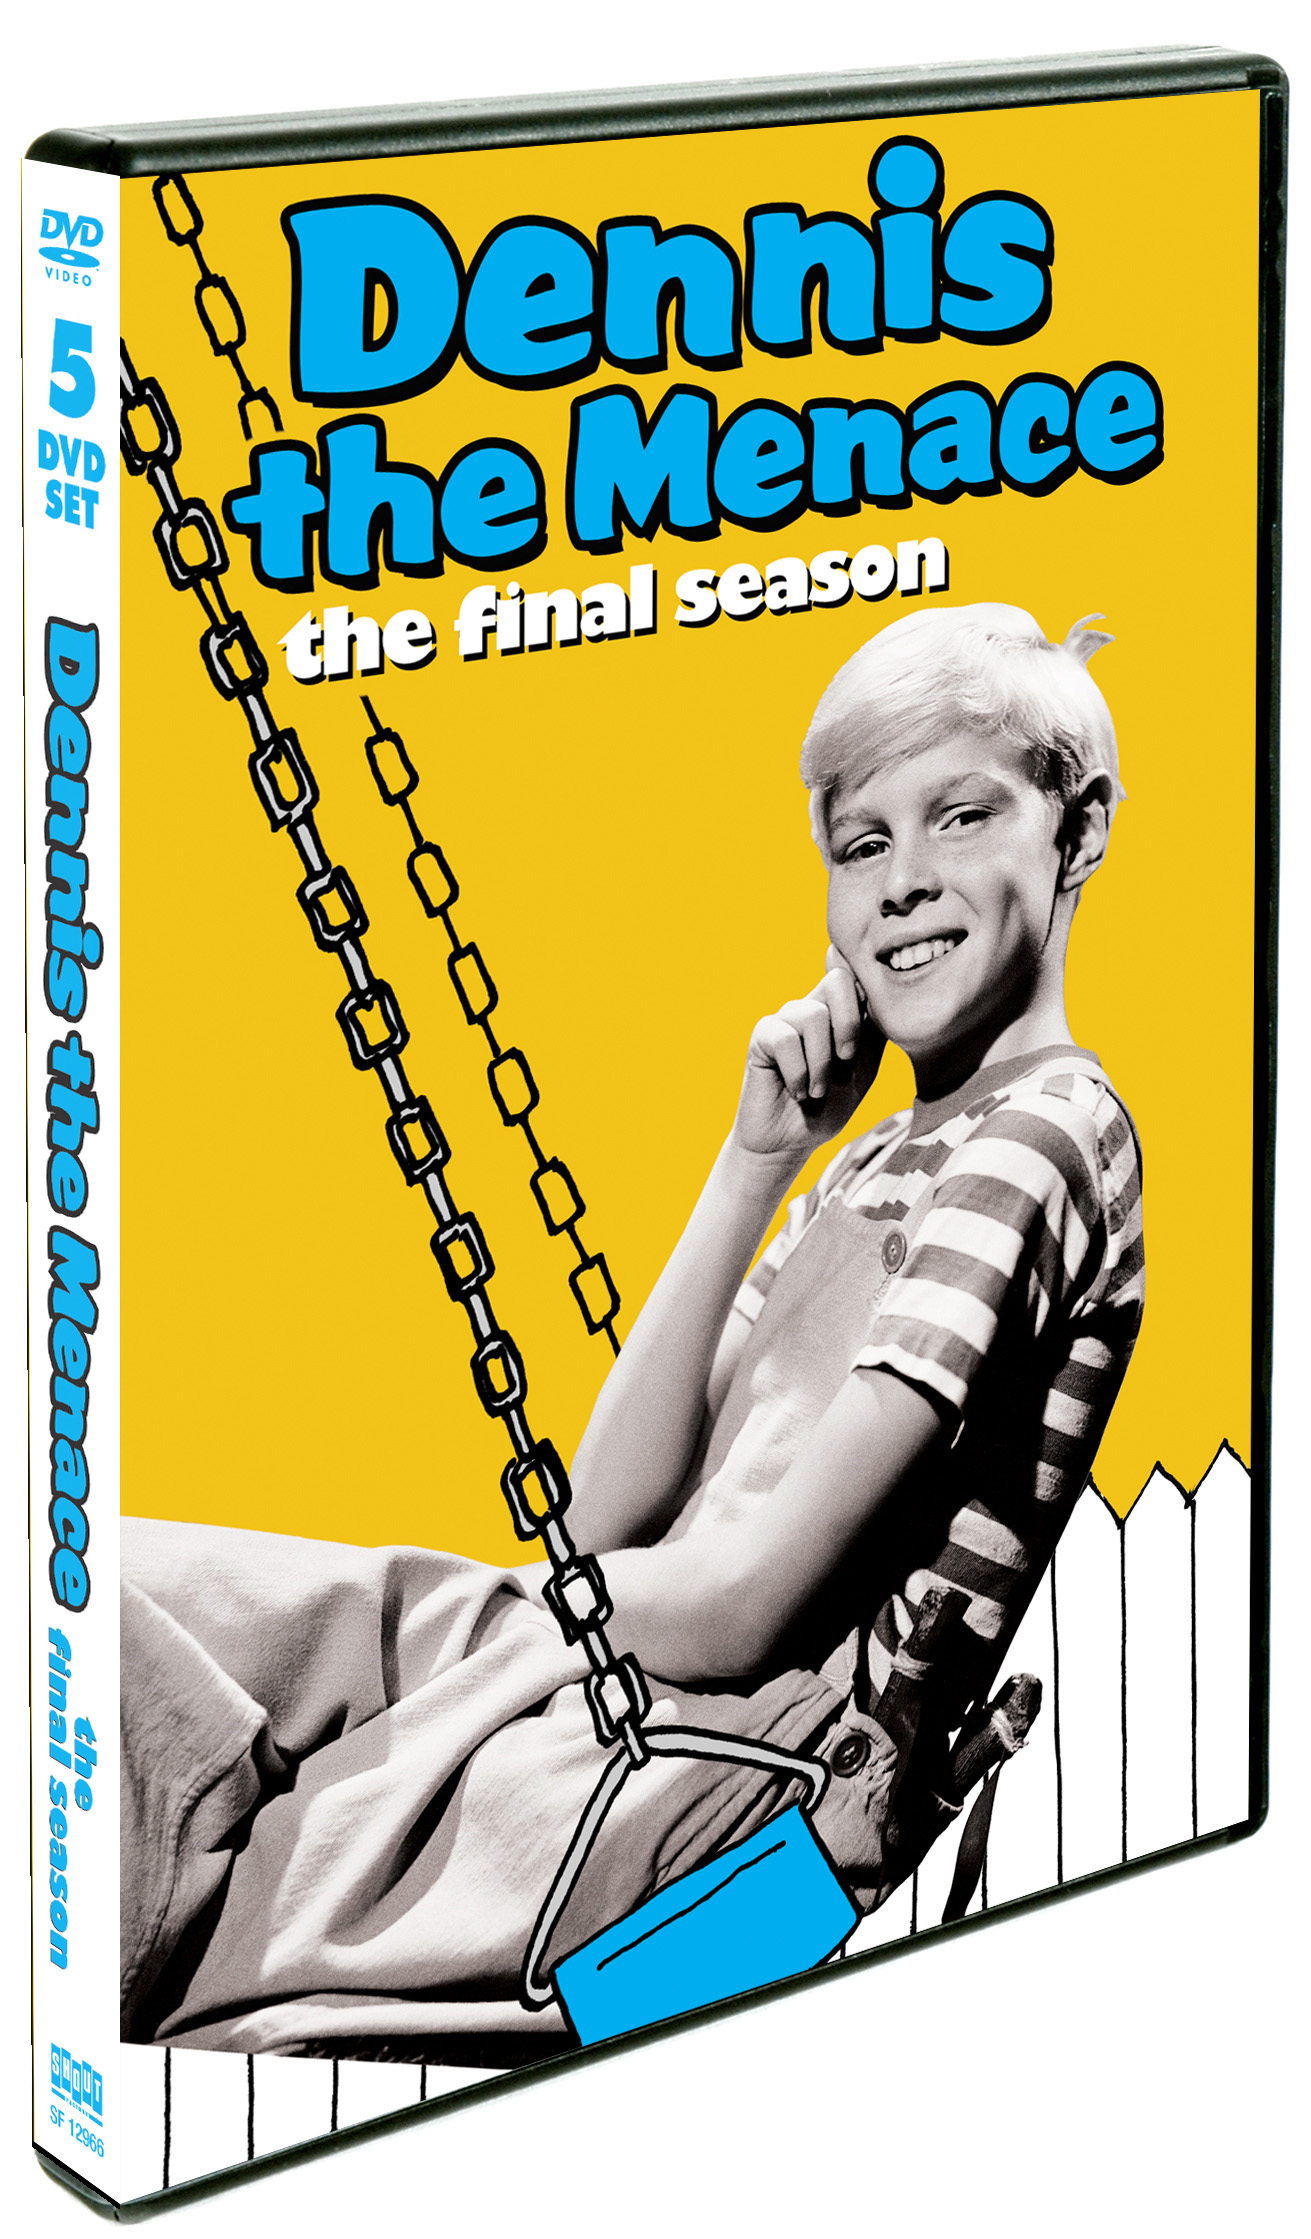 DVD
VIDEO
5
DVD
SET
Dennis the Menace
the
final season
SHOUT
FACTORY
SF 12966
Dennis
the Menace
the final season